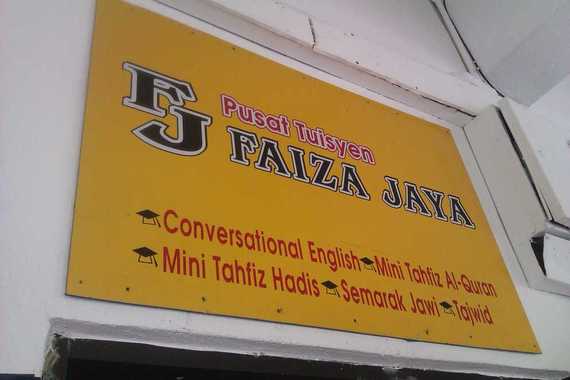 FJ
Pusat Tuisyen
FAIZA JAYA
Conversational English Mini Tahfiz Al-Quran
Mini Tahfiz Hadis Semarak Jawi Tajwid